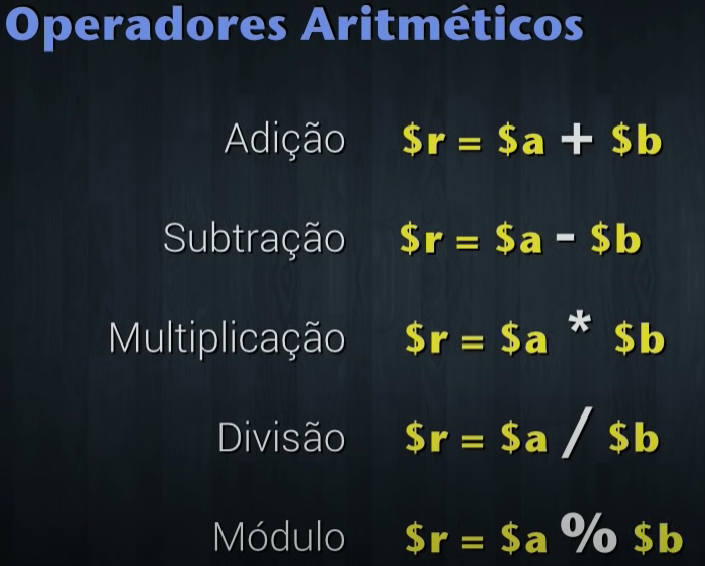 Operadores Aritméticos
Adição $r = $a + $b
Subtração $r = $a - $b
Multiplicação $r = $a * $b
Divisão $r = $a / $b
Módulo $r = $a % $b